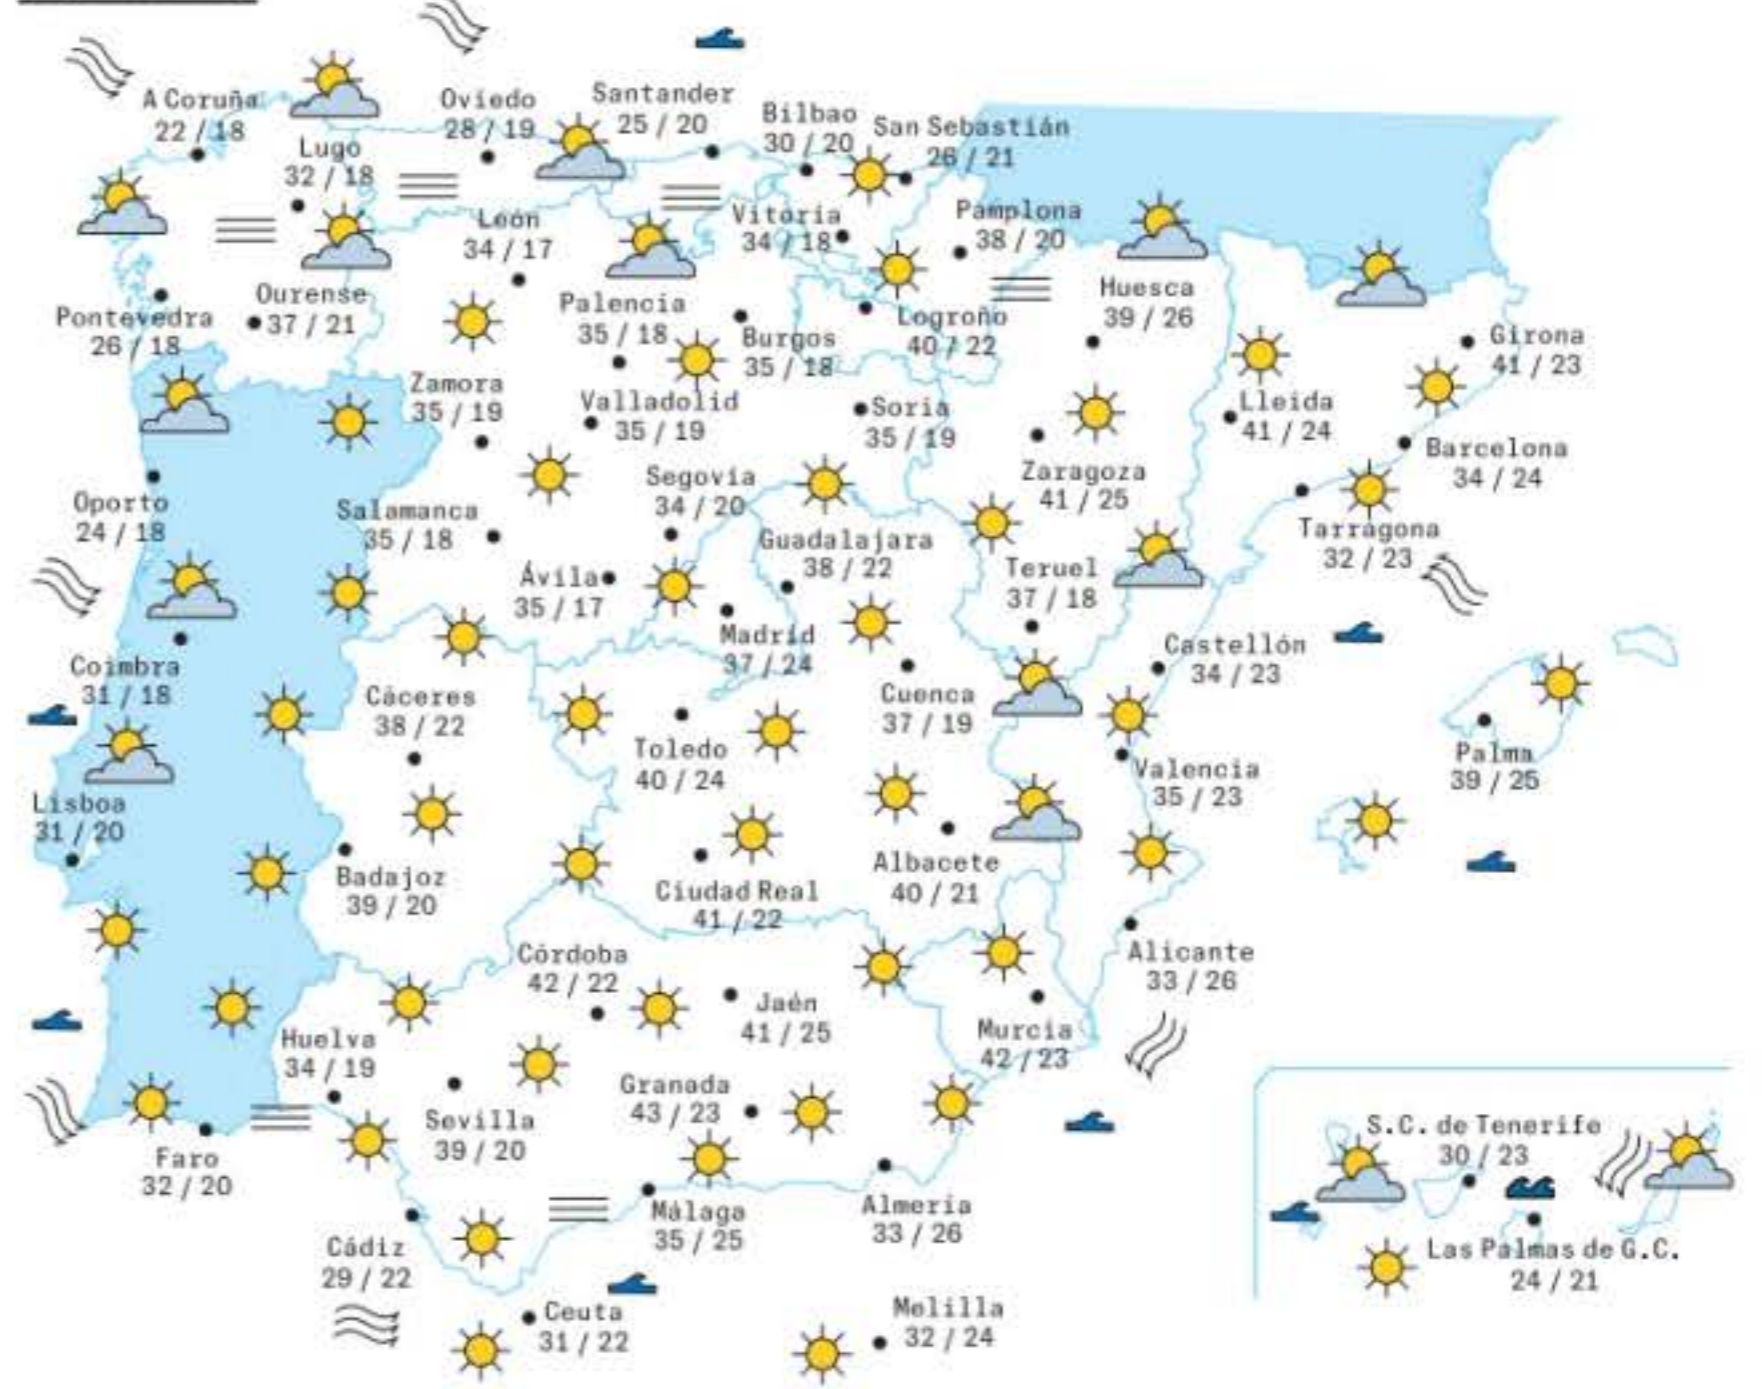 A Coruña
22 / 18
Oviedo
28 / 19
Santander
25 / 20
Bilbao
30 / 20
San Sebastián
26 / 21
Lugo
32 / 18
León
34 / 17
Vitoria
34 / 18
Pamplona
38 / 20
Pontevedra
26 / 18
Ourense
37 / 21
Palencia
35 / 18
Burgos
35 / 18
Logroño
40 / 22
Huesca
39 / 26
Girona
41 / 23
Zamora
35 / 19
Valladolid
35 / 19
Soria
35 / 19
Lleida
41 / 24
Barcelona
34 / 24
Oporto
24 / 18
Salamanca
35 / 18
Segovia
34 / 20
Zaragoza
41 / 25
Tarragona
32 / 23
Ávila
35 / 17
Guadalajara
38 / 22
Teruel
37 / 18
Madrid
37 / 24
Castellón
34 / 23
Coimbra
31 / 18
Cáceres
38 / 22
Cuenca
37 / 19
Toledo
40 / 24
Valencia
35 / 23
Palma
39 / 25
Lisboa
31 / 20
Badajoz
39 / 20
Ciudad Real
41 / 22
Albacete
40 / 21
Alicante
33 / 26
Córdoba
42 / 22
Jaén
41 / 25
Murcia
42 / 23
Huelva
34 / 19
Sevilla
39 / 20
Granada
43 / 23
Faro
32 / 20
Málaga
35 / 25
Almería
33 / 26
Cádiz
29 / 22
Ceuta
31 / 22
Melilla
32 / 24
S.C. de Tenerife
30 / 23
Las Palmas de G.C.
24 / 21